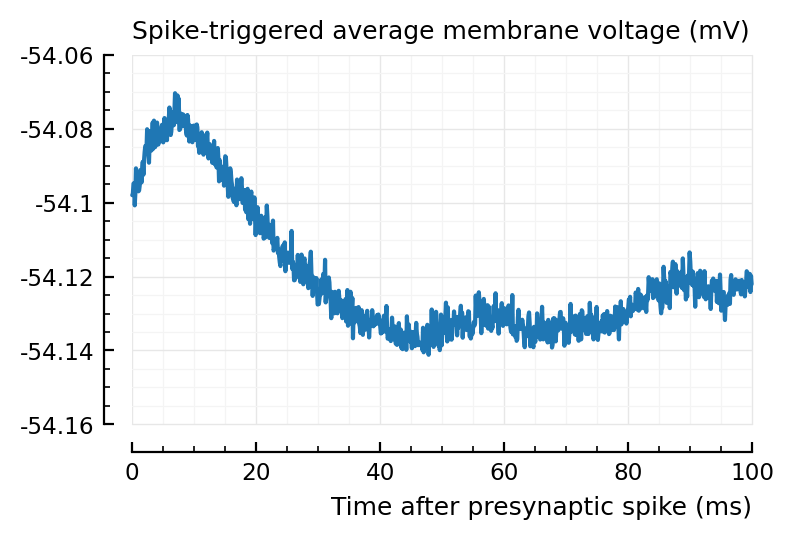 Spike-triggered average membrane voltage (mV)
-54.06
-54.08
-54.1
-54.12
-54.14
-54.16
0 20 40 60 80 100
Time after presynaptic spike (ms)